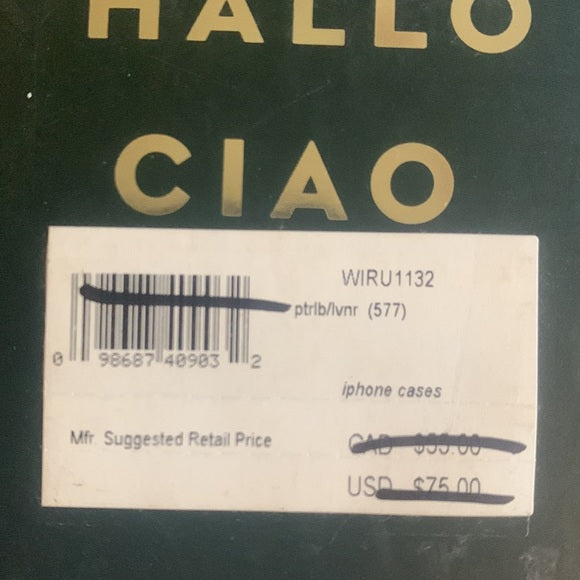 HALLO
CIAO
WIRU1132
ptrlb/lvnr (577)
0 98687 40903 2
iphone cases
Mfr. Suggested Retail Price
CAD
USD $75.00